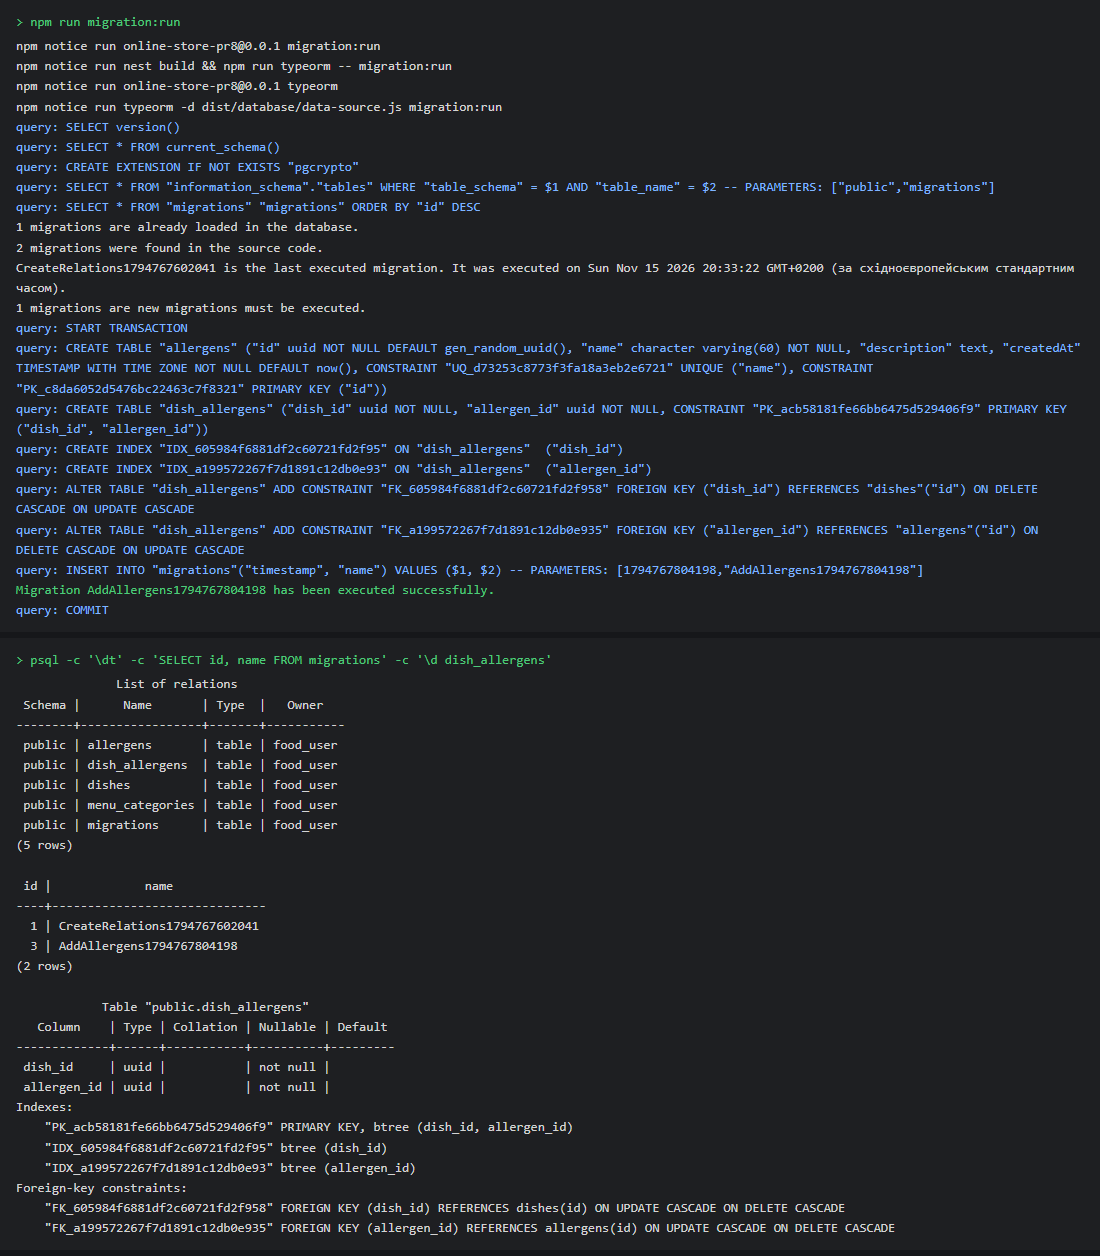 > npm run migration:run
npm notice run online-store-pr8@0.0.1 migration:run
npm notice run nest build && npm run typeorm -- migration:run
npm notice run online-store-pr8@0.0.1 typeorm
npm notice run typeorm -d dist/database/data-source.js migration:run
query: SELECT version()
query: SELECT * FROM current_schema()
query: CREATE EXTENSION IF NOT EXISTS "pgcrypto"
query: SELECT * FROM "information_schema"."tables" WHERE "table_schema" = $1 AND "table_name" = $2 -- PARAMETERS: ["public","migrations"]
query: SELECT * FROM "migrations" "migrations" ORDER BY "id" DESC
1 migrations are already loaded in the database.
2 migrations were found in the source code.
CreateRelations1794767602041 is the last executed migration. It was executed on Sun Nov 15 2026 20:33:22 GMT+0200 (за східноєвропейським стандартним
часом).
1 migrations are new migrations must be executed.
query: START TRANSACTION
query: CREATE TABLE "allergens" ("id" uuid NOT NULL DEFAULT gen_random_uuid(), "name" character varying(60) NOT NULL, "description" text, "createdAt"
TIMESTAMP WITH TIME ZONE NOT NULL DEFAULT now(), CONSTRAINT "UQ_d73253c8773f3fa18a3eb2e6721" UNIQUE ("name"), CONSTRAINT
"PK_c8da6052d5476bc22463c7f8321" PRIMARY KEY ("id"))
query: CREATE TABLE "dish_allergens" ("dish_id" uuid NOT NULL, "allergen_id" uuid NOT NULL, CONSTRAINT "PK_acb58181fe66bb6475d529406f9" PRIMARY KEY
("dish_id", "allergen_id"))
query: CREATE INDEX "IDX_605984f6881df2c60721fd2f95" ON "dish_allergens"  ("dish_id")
query: CREATE INDEX "IDX_a199572267f7d1891c12db0e93" ON "dish_allergens"  ("allergen_id")
query: ALTER TABLE "dish_allergens" ADD CONSTRAINT "FK_605984f6881df2c60721fd2f958" FOREIGN KEY ("dish_id") REFERENCES "dishes"("id") ON DELETE
CASCADE ON UPDATE CASCADE
query: ALTER TABLE "dish_allergens" ADD CONSTRAINT "FK_a199572267f7d1891c12db0e935" FOREIGN KEY ("allergen_id") REFERENCES "allergens"("id") ON
DELETE CASCADE ON UPDATE CASCADE
query: INSERT INTO "migrations"("timestamp", "name") VALUES ($1, $2) -- PARAMETERS: [1794767804198,"AddAllergens1794767804198"]
Migration AddAllergens1794767804198 has been executed successfully.
query: COMMIT
> psql -c '\dt' -c 'SELECT id, name FROM migrations' -c '\d dish_allergens'
              List of relations
 Schema |      Name       | Type  |   Owner
--------+-----------------+-------+-----------
 public | allergens       | table | food_user
 public | dish_allergens  | table | food_user
 public | dishes          | table | food_user
 public | menu_categories | table | food_user
 public | migrations      | table | food_user
(5 rows)
 id |             name
----+------------------------------
  1 | CreateRelations1794767602041
  3 | AddAllergens1794767804198
(2 rows)
            Table "public.dish_allergens"
   Column    | Type | Collation | Nullable | Default
-------------+------+-----------+----------+---------
 dish_id     | uuid |           | not null |
 allergen_id | uuid |           | not null |
Indexes:
    "PK_acb58181fe66bb6475d529406f9" PRIMARY KEY, btree (dish_id, allergen_id)
    "IDX_605984f6881df2c60721fd2f95" btree (dish_id)
    "IDX_a199572267f7d1891c12db0e93" btree (allergen_id)
Foreign-key constraints:
    "FK_605984f6881df2c60721fd2f958" FOREIGN KEY (dish_id) REFERENCES dishes(id) ON UPDATE CASCADE ON DELETE CASCADE
    "FK_a199572267f7d1891c12db0e935" FOREIGN KEY (allergen_id) REFERENCES allergens(id) ON UPDATE CASCADE ON DELETE CASCADE